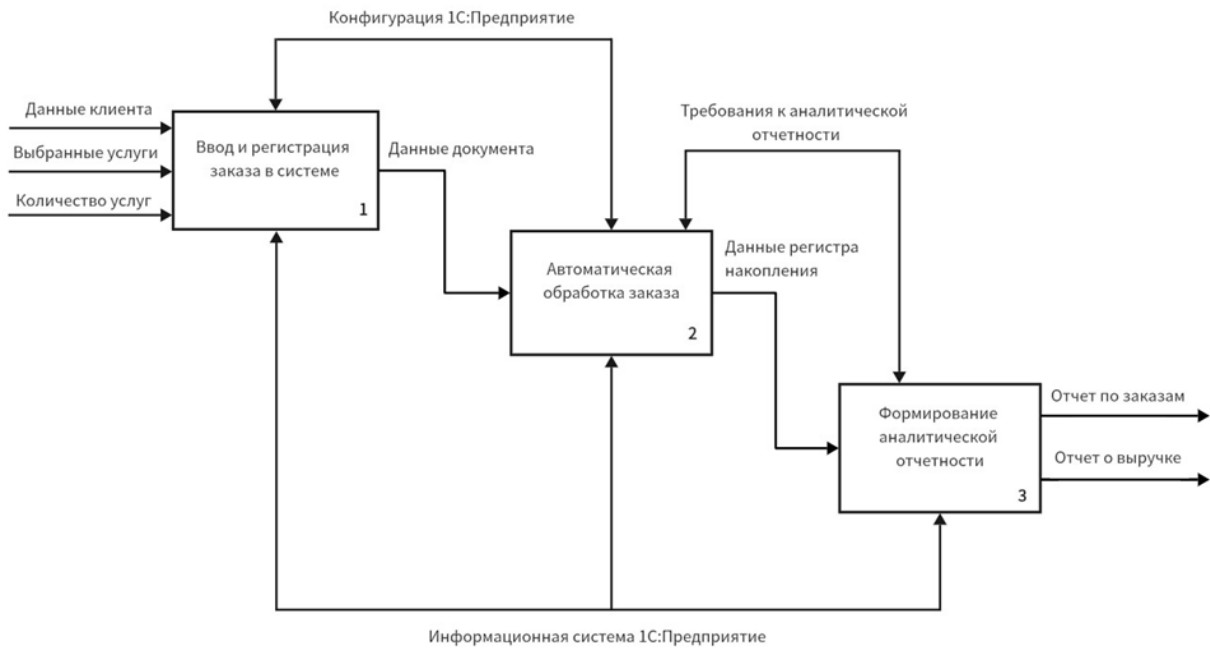 Конфигурация 1С:Предприятие
Данные клиента
Выбранные услуги
Количество услуг
Ввод и регистрация
заказа в системе
1
Данные документа
Требования к аналитической
отчетности
Автоматическая
обработка заказа
2
Данные регистра
накопления
Формирование
аналитической
отчетности
3
Отчет по заказам
Отчет о выручке
Информационная система 1С:Предприятие